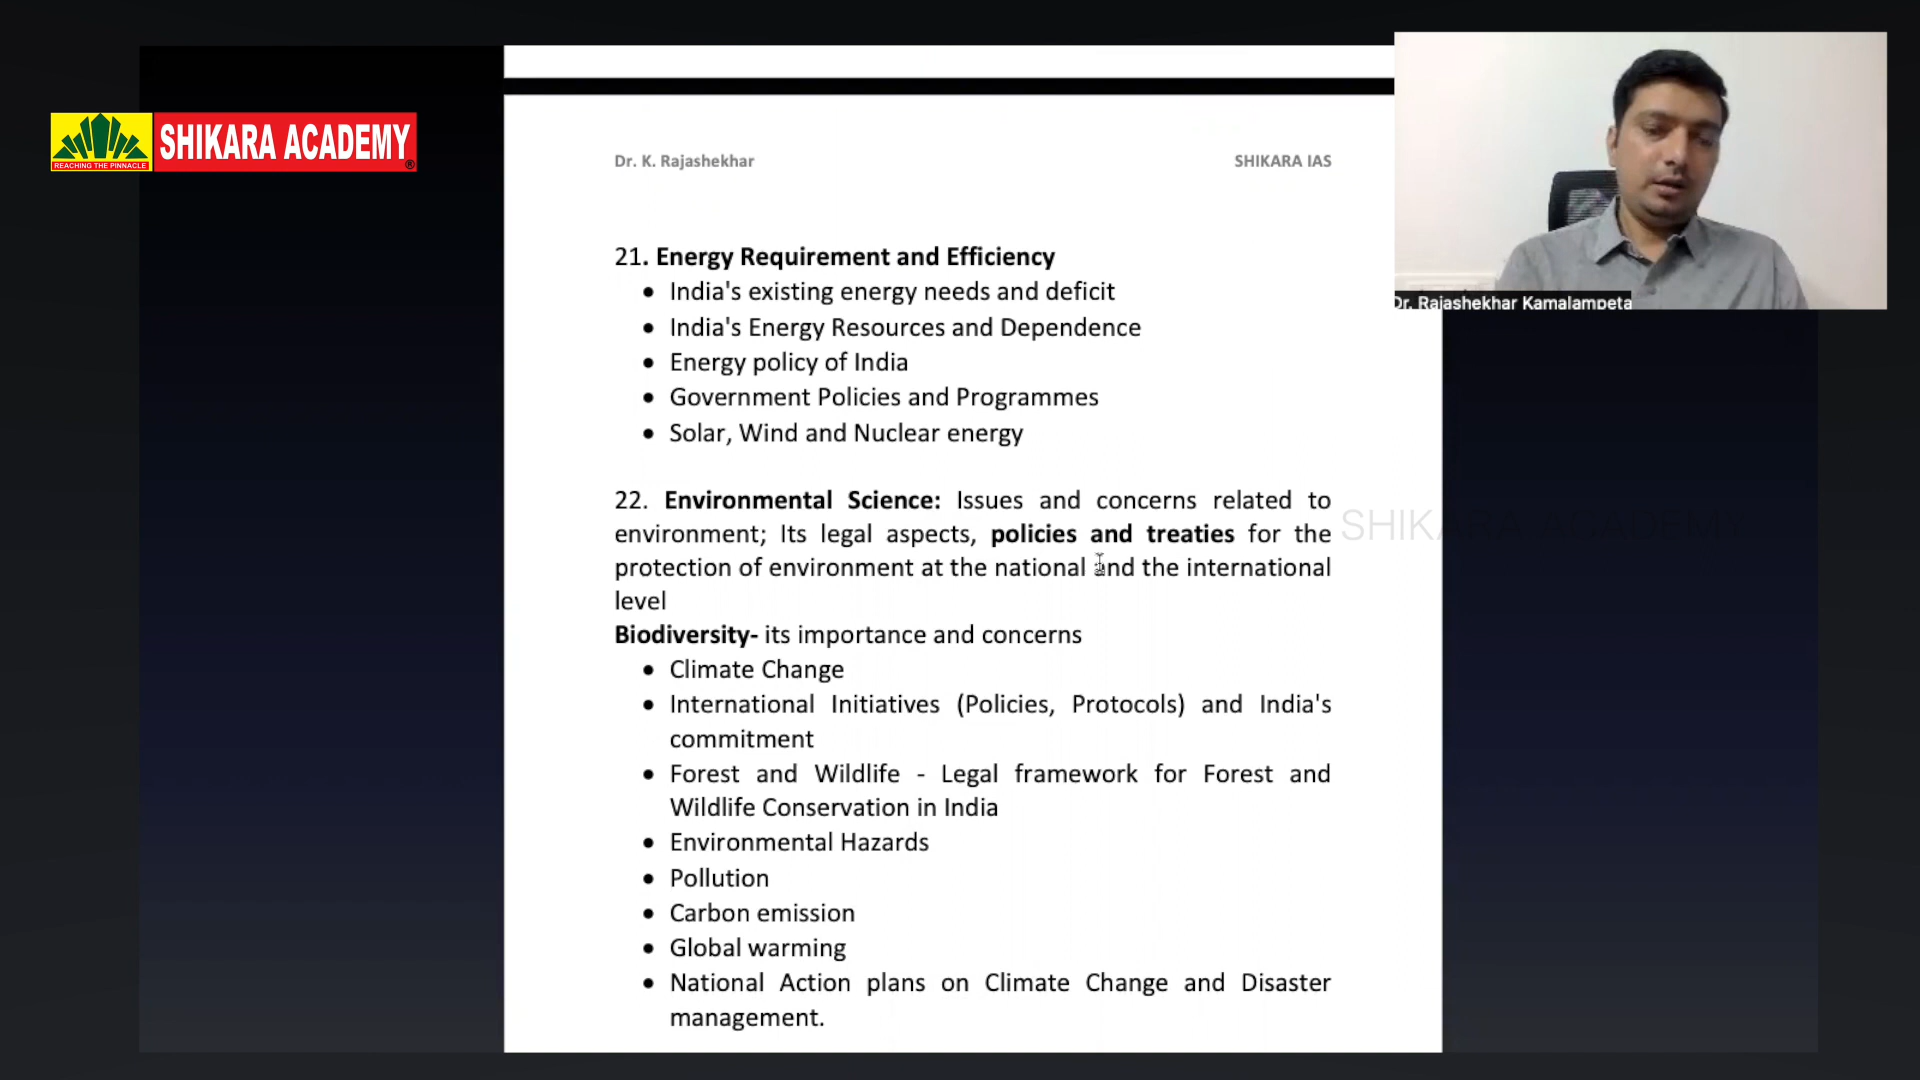 SHIKARA ACADEMY
REACHING THE PINNACLE
®
Dr. K. Rajashekhar
SHIKARA IAS
Dr. Rajashekhar Kamalampeta
21. Energy Requirement and Efficiency
• India's existing energy needs and deficit
• India's Energy Resources and Dependence
• Energy policy of India
• Government Policies and Programmes
• Solar, Wind and Nuclear energy
22. Environmental Science: Issues and concerns related to
environment; Its legal aspects, policies and treaties for the
protection of environment at the national and the international
level
SHIKARA ACADEMY
Biodiversity- its importance and concerns
• Climate Change
• International Initiatives (Policies, Protocols) and India's
commitment
• Forest and Wildlife - Legal framework for Forest and
Wildlife Conservation in India
• Environmental Hazards
• Pollution
• Carbon emission
• Global warming
• National Action plans on Climate Change and Disaster
management.